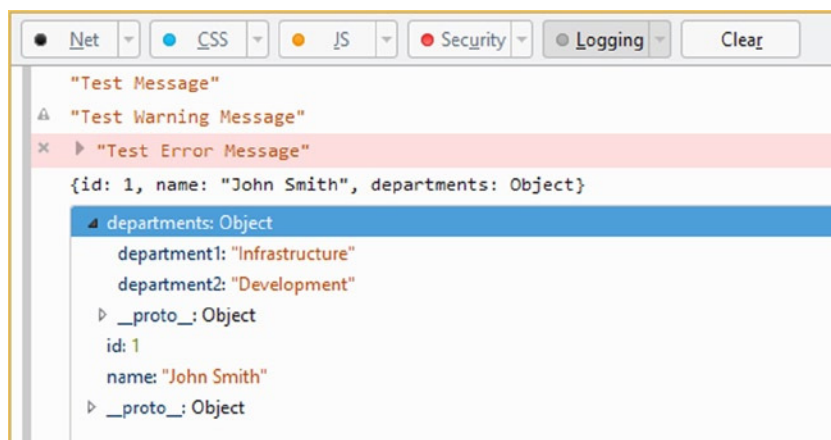 Net CSS JS Security Logging Clear
"Test Message"
"Test Warning Message"
"Test Error Message"
{id: 1, name: "John Smith", departments: Object}
departments: Object
department1: "Infrastructure"
department2: "Development"
__proto__: Object
id: 1
name: "John Smith"
__proto__: Object